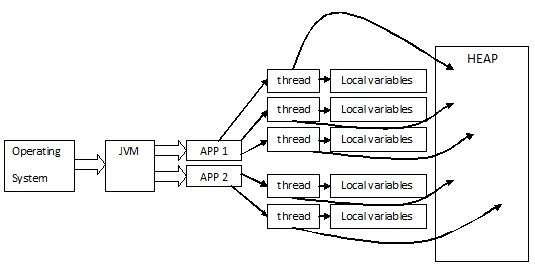 HEAP
thread
Local variables
thread
Local variables
thread
Local variables
Operating
System
JVM
APP 1
APP 2
thread
Local variables
thread
Local variables